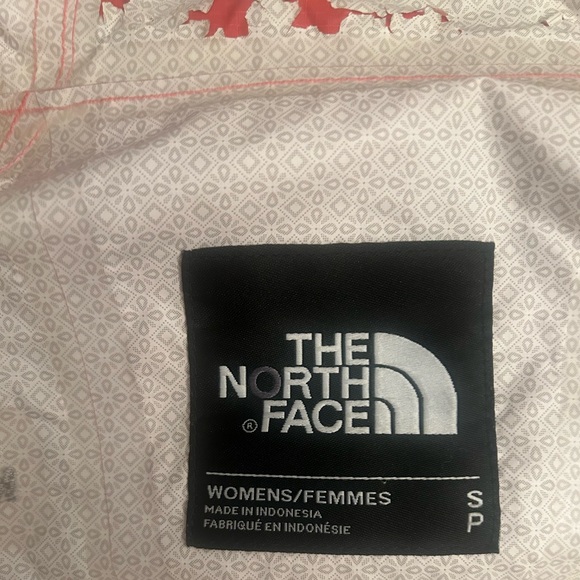 THE
NORTH
FACE
®
WOMENS/FEMMES S
MADE IN INDONESIA
FABRIQUÉ EN INDONÉSIE P